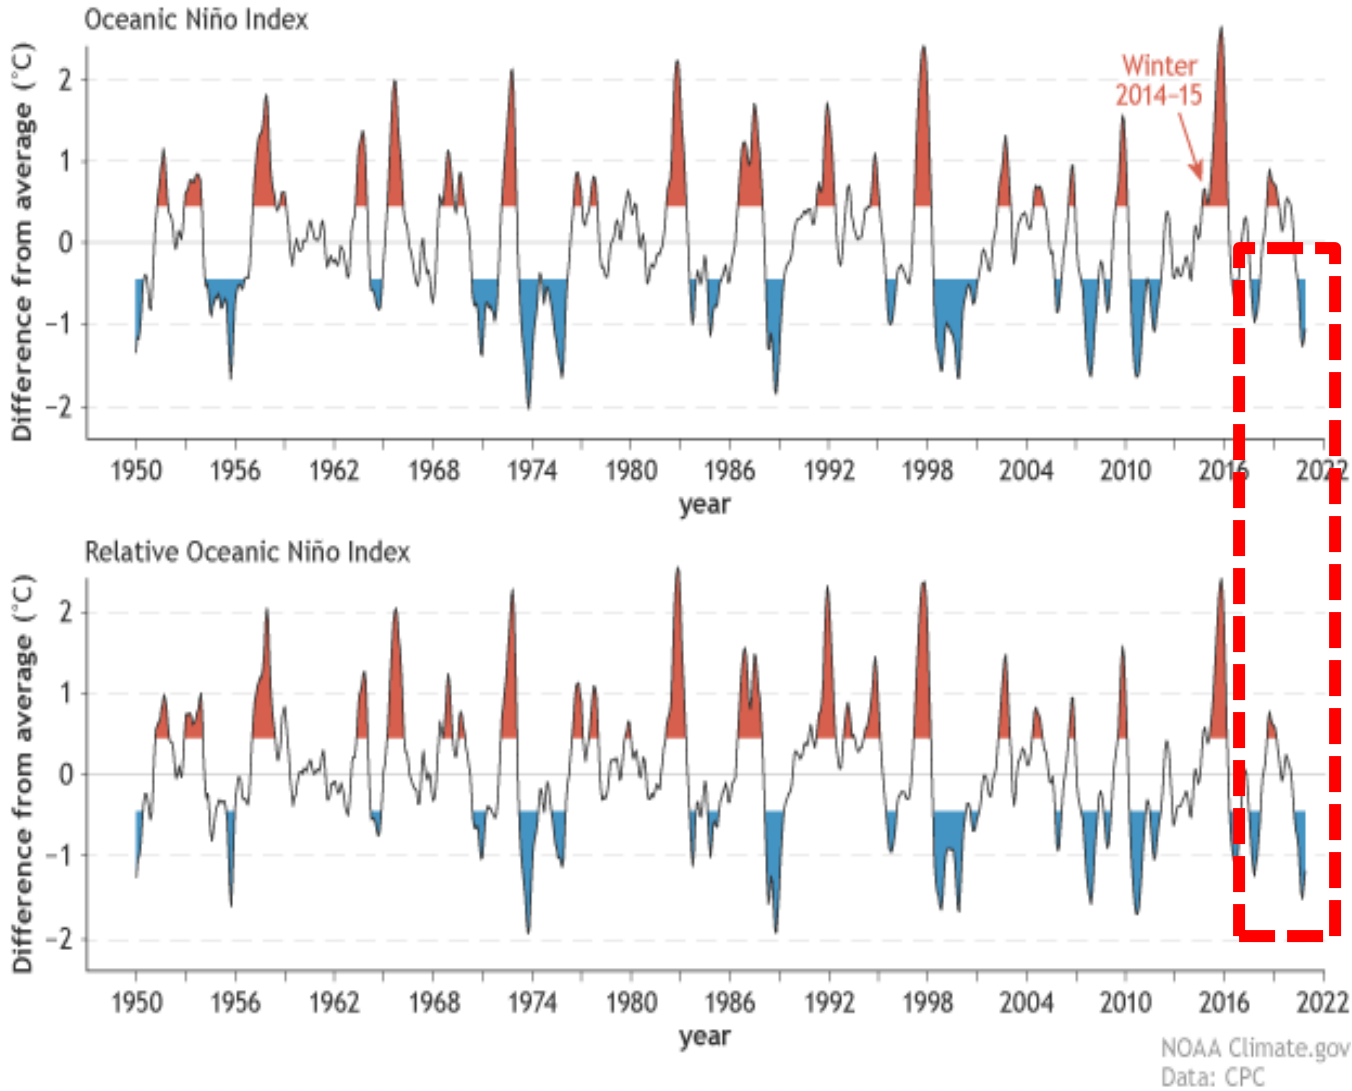 Oceanic Niño Index
Difference from average (°C)
2
1
0
−1
−2
Winter
2014–15
1950 1956 1962 1968 1974 1980 1986 1992 1998 2004 2010 2016 2022
year
Relative Oceanic Niño Index
Difference from average (°C)
2
1
0
−1
−2
1950 1956 1962 1968 1974 1980 1986 1992 1998 2004 2010 2016 2022
year
NOAA Climate.gov
Data: CPC